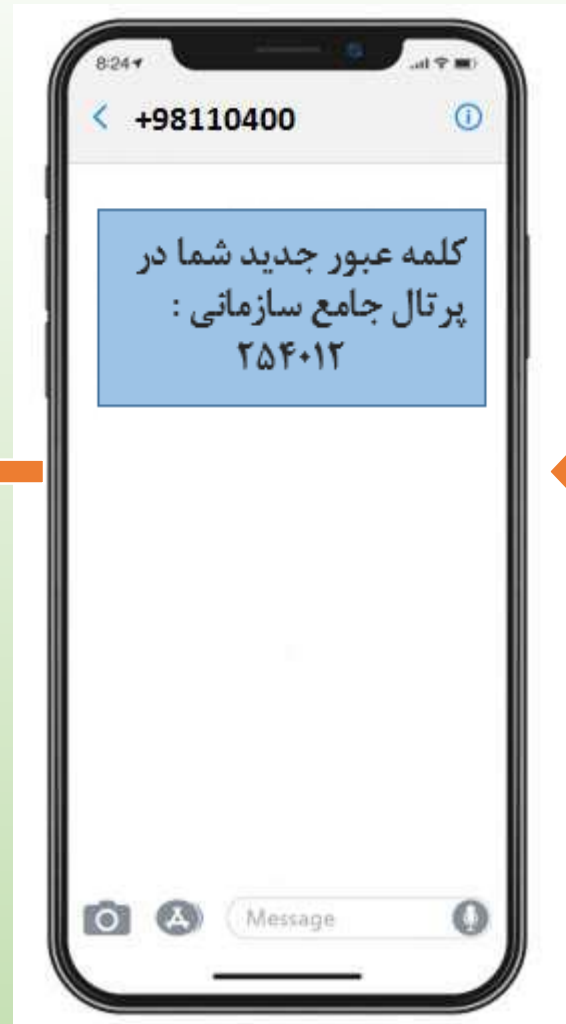 8:24
+98110400
کلمه عبور جدید شما در
پرتال جامع سازمانی :
۲۵۴۰۱۲
Message